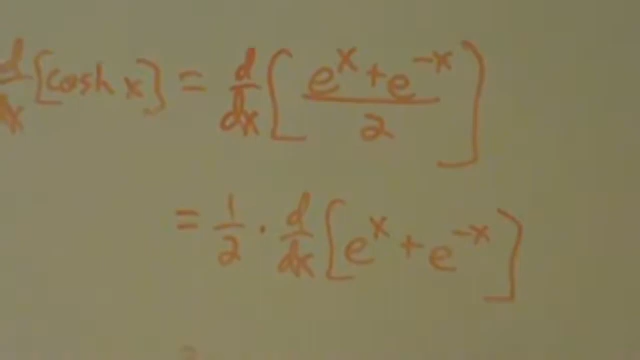 d/dx [cosh x] = d/dx [(e^x + e^-x)/2]
= 1/2 · d/dx [e^x + e^-x]